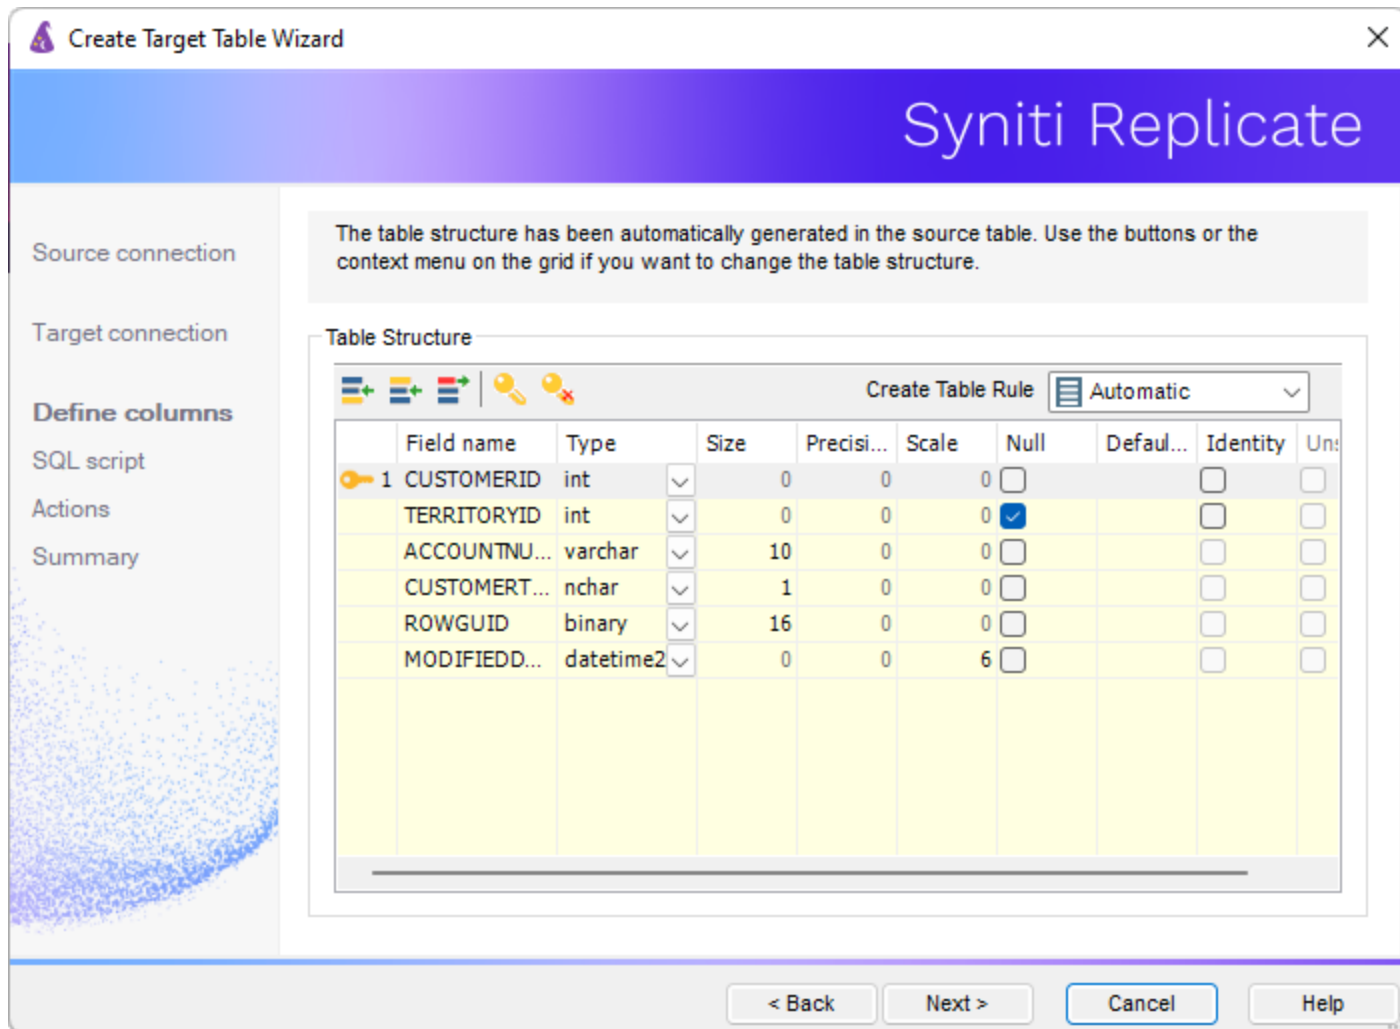 Create Target Table Wizard
Syniti Replicate
Source connection
Target connection
Define columns
SQL script
Actions
Summary
The table structure has been automatically generated in the source table. Use the buttons or the
context menu on the grid if you want to change the table structure.
Table Structure
Create Table Rule Automatic
Field name Type Size Precisi... Scale Null Defaul... Identity Uns
1 CUSTOMERID int 0 0 0
TERRITORYID int 0 0 0
ACCOUNTNU... varchar 10 0 0
CUSTOMERT... nchar 1 0 0
ROWGUID binary 16 0 0
MODIFIEDD... datetime2 0 0 6
< Back Next > Cancel Help